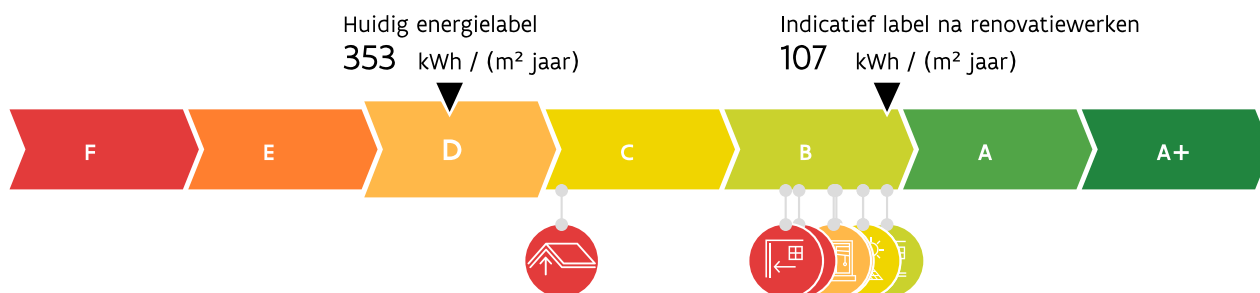 Huidig energielabel
353 kWh / (m² jaar)
Indicatief label na renovatiewerken
107 kWh / (m² jaar)
F E D C B A A+